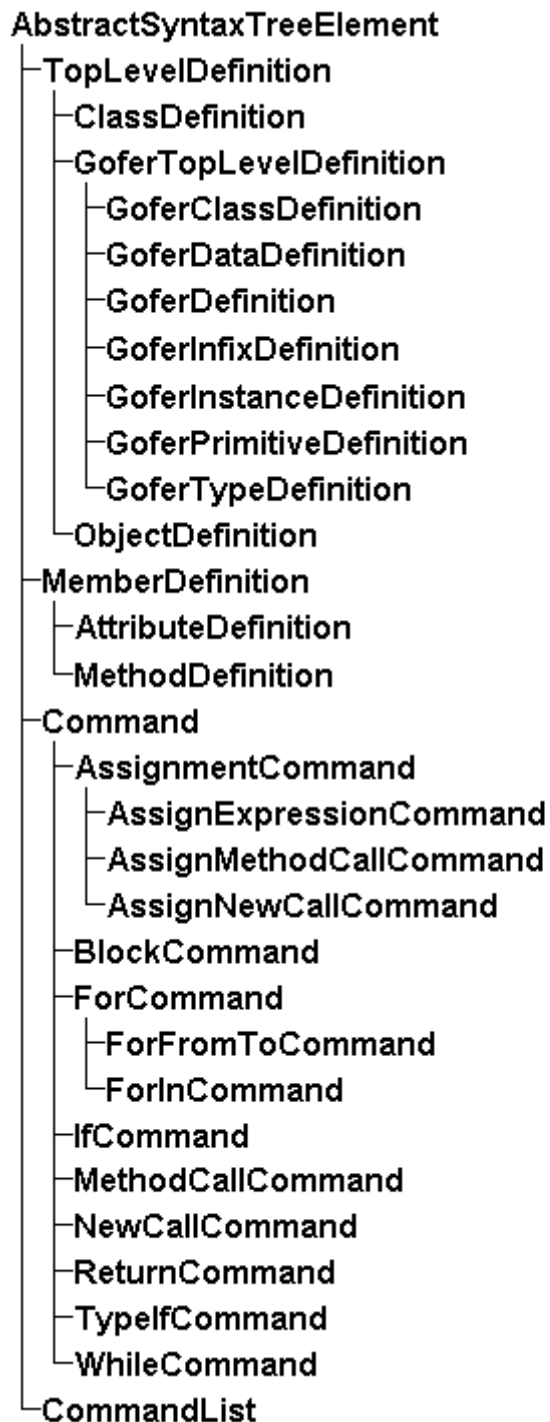 AbstractSyntaxTreeElement
TopLevelDefinition
ClassDefinition
GoferTopLevelDefinition
GoferClassDefinition
GoferDataDefinition
GoferDefinition
GoferInfixDefinition
GoferInstanceDefinition
GoferPrimitiveDefinition
GoferTypeDefinition
ObjectDefinition
MemberDefinition
AttributeDefinition
MethodDefinition
Command
AssignmentCommand
AssignExpressionCommand
AssignMethodCallCommand
AssignNewCallCommand
BlockCommand
ForCommand
ForFromToCommand
ForInCommand
IfCommand
MethodCallCommand
NewCallCommand
ReturnCommand
TypeIfCommand
WhileCommand
CommandList